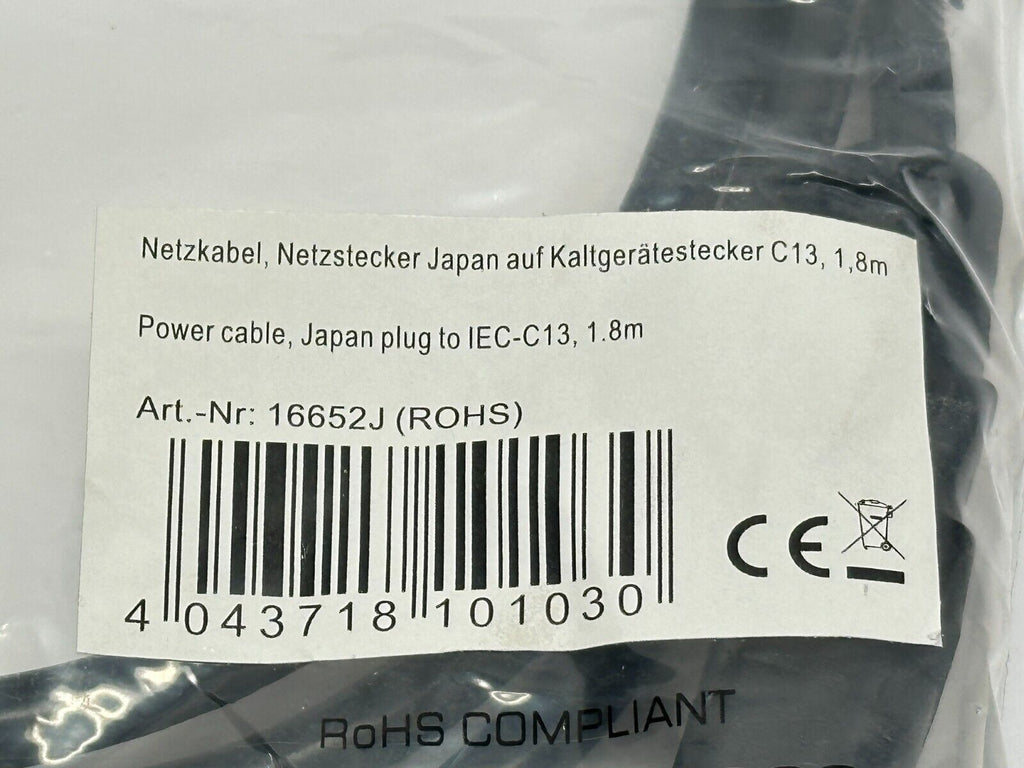 Netzkabel, Netzstecker Japan auf Kaltgerätestecker C13, 1,8m
Power cable, Japan plug to IEC-C13, 1.8m
Art.-Nr: 16652J (ROHS)
4 043718 101030
CE
RoHS COMPLIANT